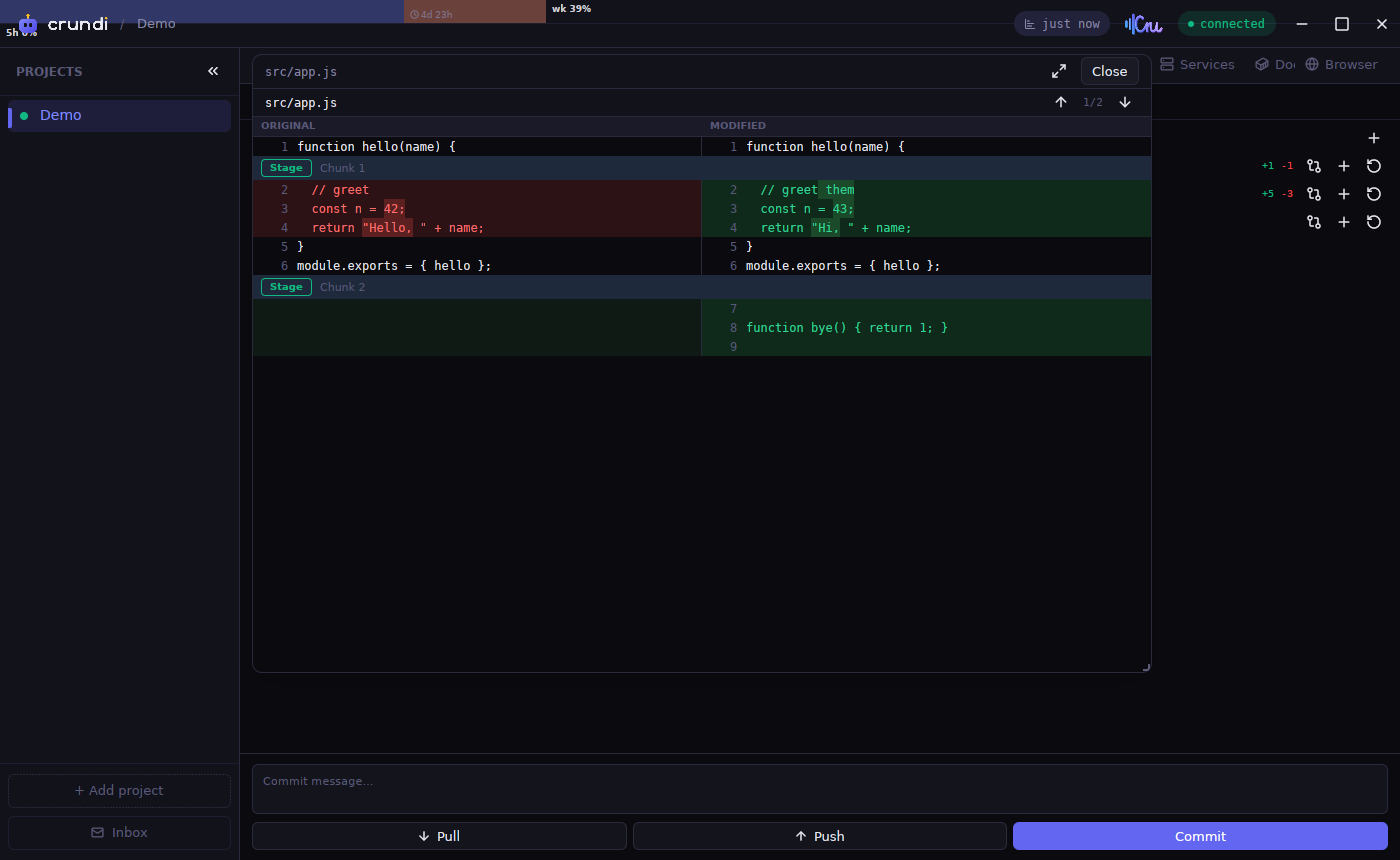 4d 23h
wk 39%
5h 6%
crundi / Demo
just now
Cru
connected
PROJECTS
Demo
+ Add project
Inbox
Services
Browser
src/app.js
Close
src/app.js
1/2
ORIGINAL
MODIFIED
1 function hello(name) {
1 function hello(name) {
Stage Chunk 1
2 // greet
2 // greet them
3 const n = 42;
3 const n = 43;
4 return "Hello, " + name;
4 return "Hi, " + name;
5 }
5 }
6 module.exports = { hello };
6 module.exports = { hello };
Stage Chunk 2
7
8 function bye() { return 1; }
9
+1 -1
+5 -3
Commit message...
Pull
Push
Commit